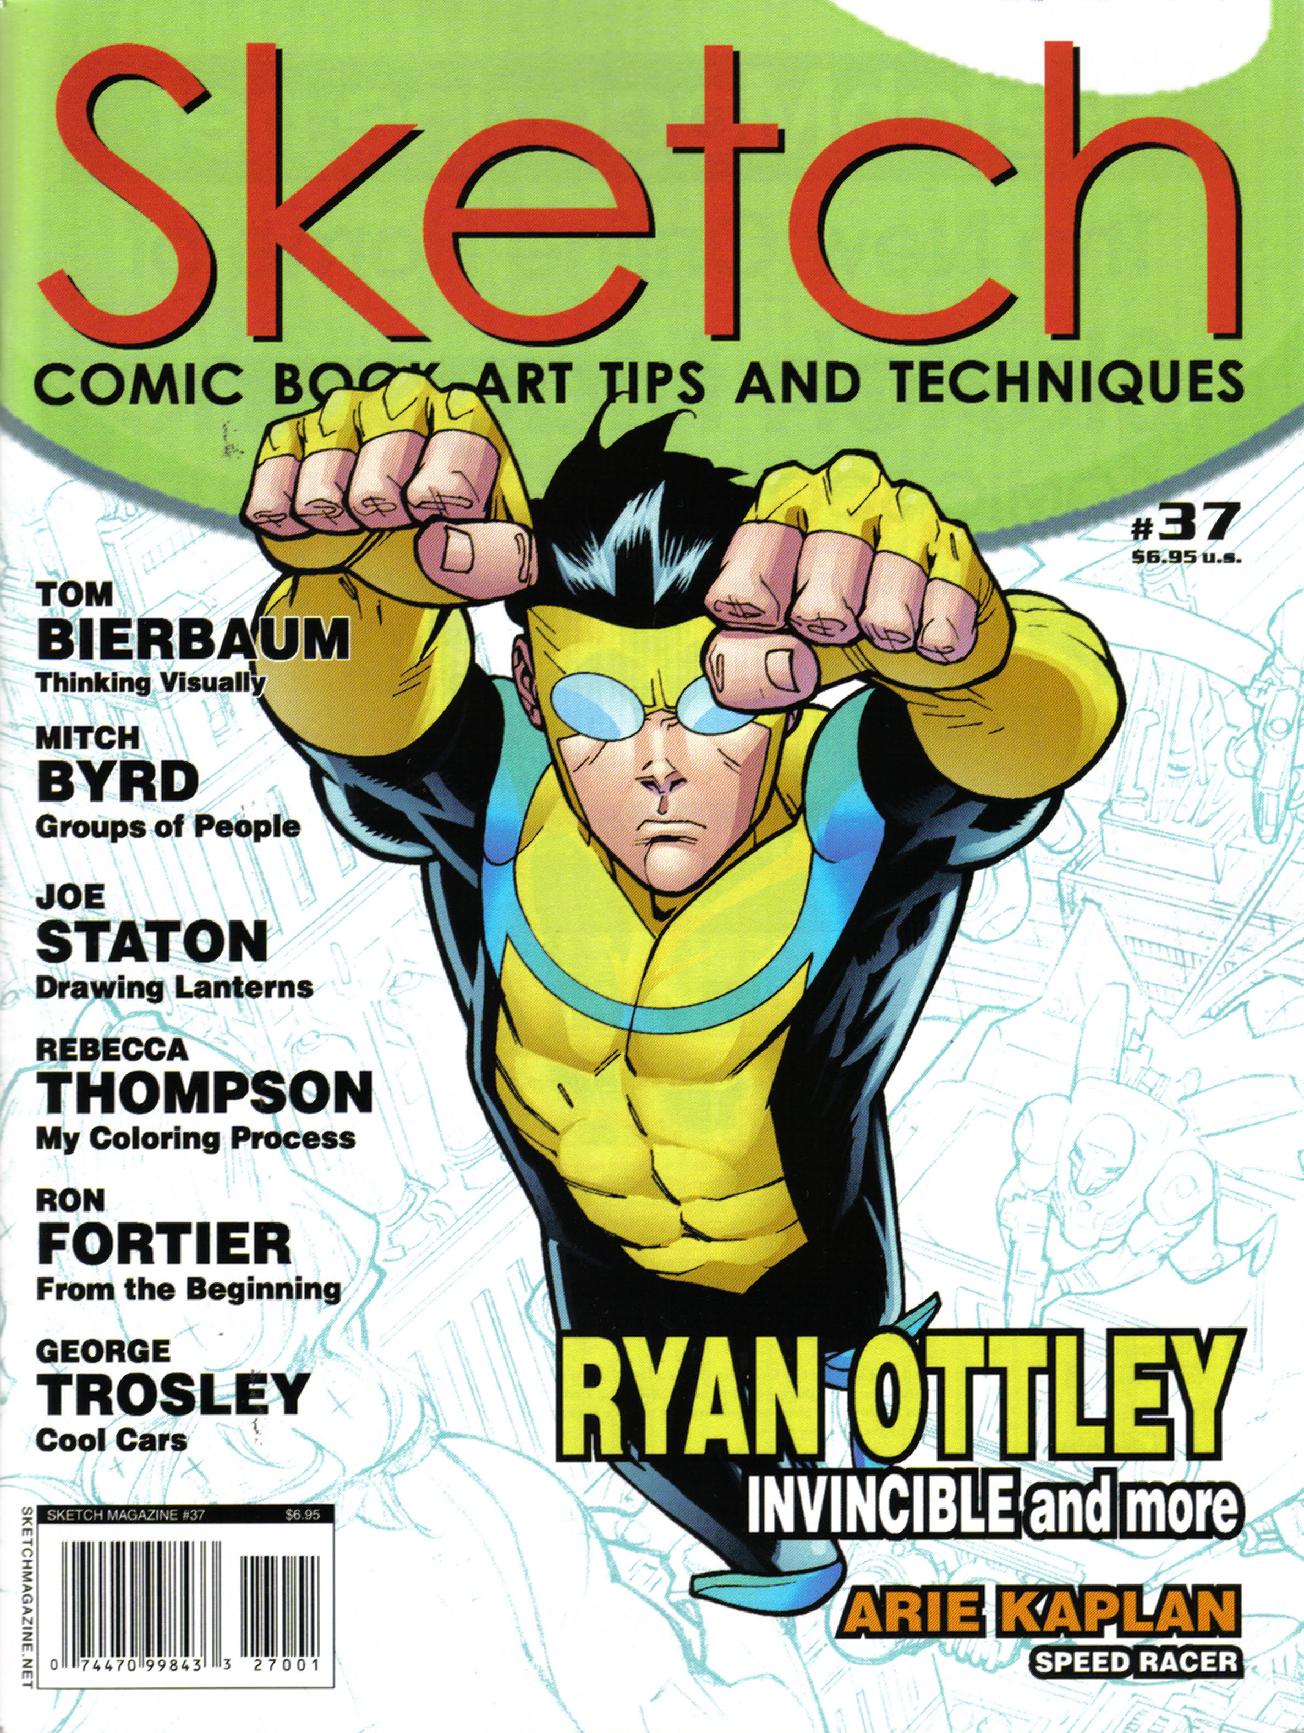 Sketch
COMIC BOOK ART TIPS AND TECHNIQUES
#37
$6.95 u.s.
TOM
BIERBAUM
Thinking Visually
MITCH
BYRD
Groups of People
JOE
STATON
Drawing Lanterns
REBECCA
THOMPSON
My Coloring Process
RON
FORTIER
From the Beginning
GEORGE
TROSLEY
Cool Cars
RYAN OTTLEY
INVINCIBLE and more
ARIE KAPLAN
SPEED RACER
SKETCH MAGAZINE #37 $6.95
SKETCHMAGAZINE.NET
0 74470 99843 3 27001